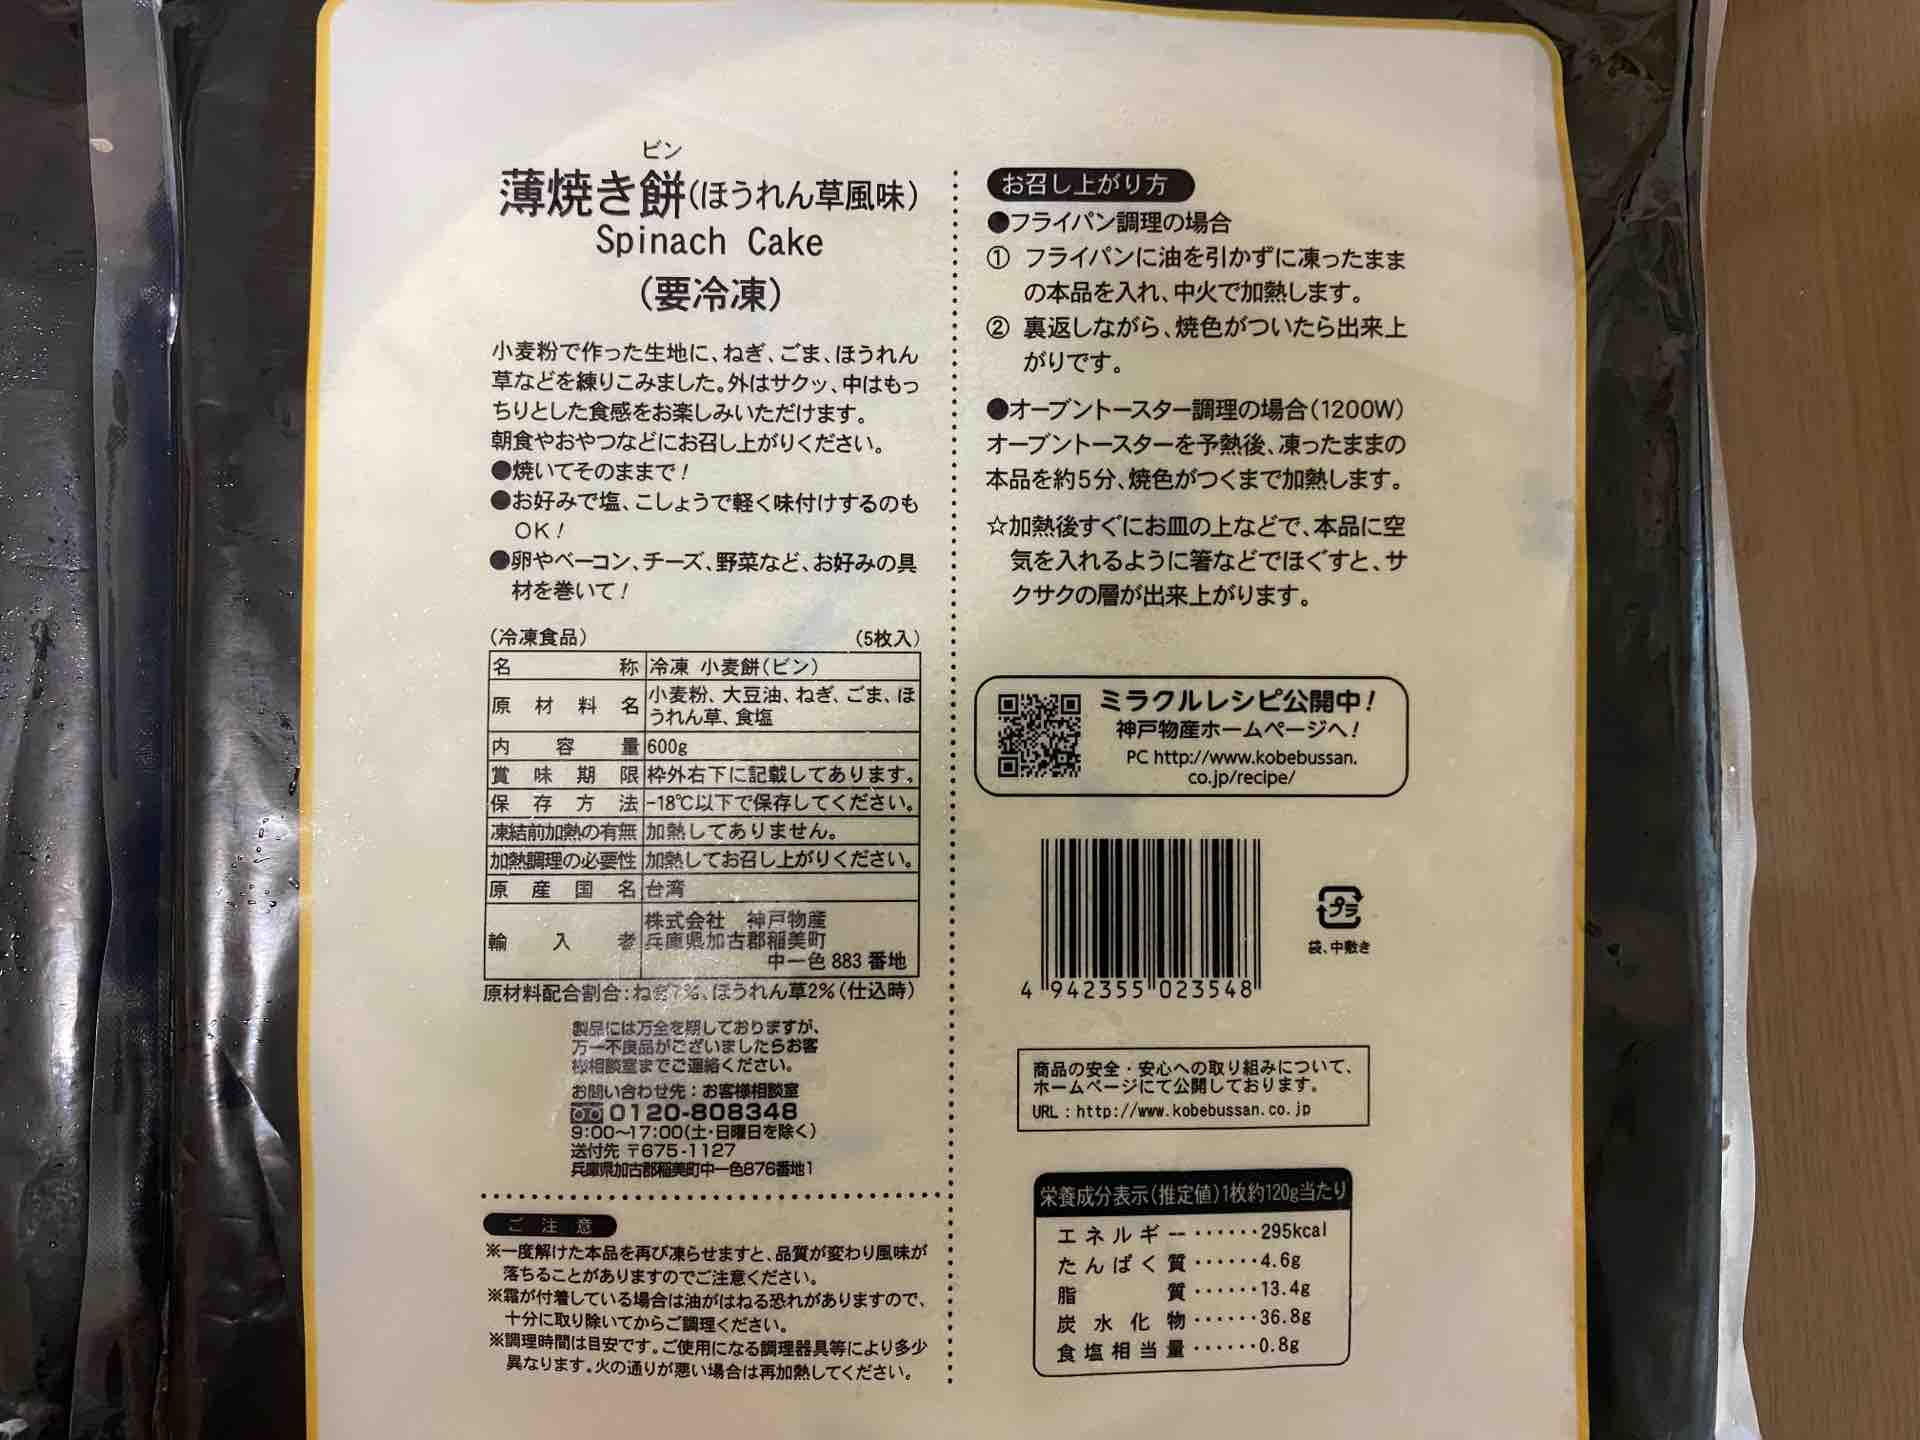 ビン
薄焼き餅(ほうれん草風味)
Spinach Cake
(要冷凍)
小麦粉で作った生地に、ねぎ、ごま、ほうれん
草などを練りこみました。外はサクッ、中はもっ
ちりとした食感をお楽しみいただけます。
朝食やおやつなどにお召し上がりください。
●焼いてそのままで!
●お好みで塩、こしょうで軽く味付けするのも
OK!
●卵やベーコン、チーズ、野菜など、お好みの具
材を巻いて!
(冷凍食品) (5枚入)
名称 冷凍 小麦餅(ビン)
原材料名 小麦粉、大豆油、ねぎ、ごま、ほ
うれん草、食塩
内容量 600g
賞味期限 枠外右下に記載してあります。
保存方法 -18℃以下で保存してください。
凍結前加熱の有無 加熱してありません。
加熱調理の必要性 加熱してお召し上がりください。
原産国名 台湾
輸入者 株式会社 神戸物産
兵庫県加古郡稲美町
中一色 883 番地
原材料配合割合:ねぎ7%、ほうれん草2%(仕込時)
製品には万全を期しておりますが、
万一不良品がございましたらお客
様相談室までご連絡ください。
お問い合わせ先:お客様相談室
0120-808348
9:00〜17:00(土・日曜日を除く)
送付先 〒675-1127
兵庫県加古郡稲美町中一色876番地1
ご注意
※一度解けた本品を再び凍らせますと、品質が変わり風味が
落ちることがありますのでご注意ください。
※霜が付着している場合は油がはねる恐れがありますので、
十分に取り除いてからご調理ください。
※調理時間は目安です。ご使用になる調理器具等により多少
異なります。火の通りが悪い場合は再加熱してください。
お召し上がり方
●フライパン調理の場合
① フライパンに油を引かずに凍ったまま
の本品を入れ、中火で加熱します。
② 裏返しながら、焼色がついたら出来上
がりです。
●オーブントースター調理の場合(1200W)
オーブントースターを予熱後、凍ったままの
本品を約5分、焼色がつくまで加熱します。
☆加熱後すぐにお皿の上などで、本品に空
気を入れるように箸などでほぐすと、サ
クサクの層が出来上がります。
ミラクルレシピ公開中!
神戸物産ホームページへ!
PC http://www.kobebussan.
co.jp/recipe/
4 942355 023548
プラ
袋、中敷き
商品の安全・安心への取り組みについて、
ホームページにて公開しております。
URL:http://www.kobebussan.co.jp
栄養成分表示(推定値)1枚約120g当たり
エネルギー······295kcal
たんぱく質······4.6g
脂質······13.4g
炭水化物······36.8g
食塩相当量······0.8g